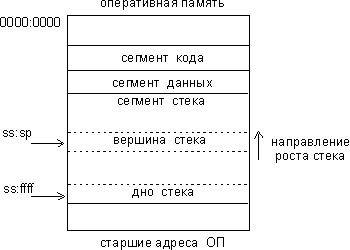 оперативная память
0000:0000
сегмент кода
сегмент данных
сегмент стека
ss:sp
вершина стека
направление
роста стека
ss:ffff
дно стека
старшие адреса ОП